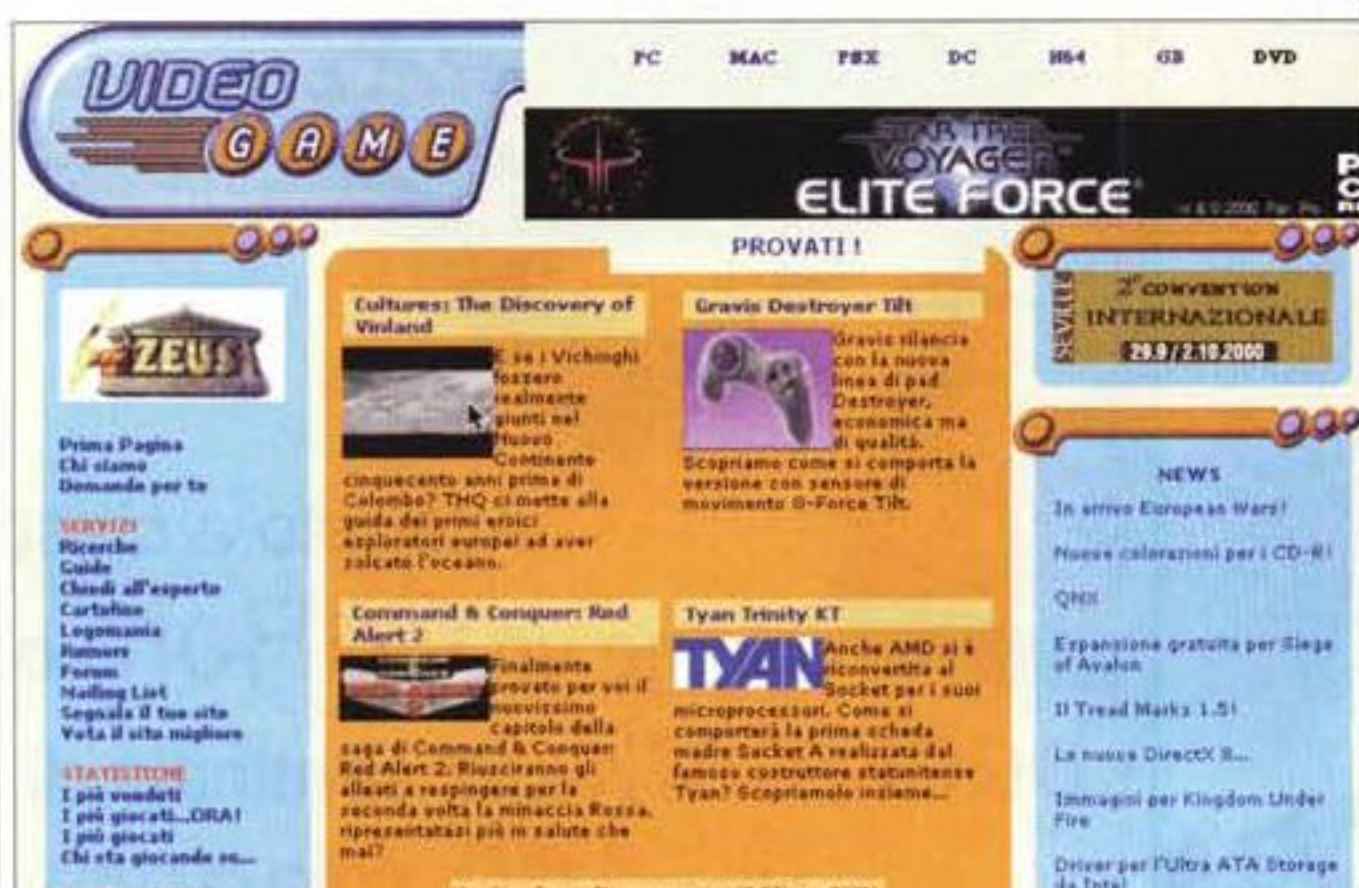 VIDEO
GAME
PC MAC PSX DC N64 GB DVD
STAR TREK
VOYAGER
ELITE FORCE
PROVATI !
ZEUS
Prima Pagina
Chi siamo
Domande per te
SERVIZI
Ricerche
Guide
Chiedi all'esperto
Cartoline
Logomania
Rumors
Forum
Mailing List
Segnala il tuo sito
Vota il sito migliore
STATISTICHE
I più venduti
I più giocati...ORA!
I più giocati
Chi sta giocando su...
Cultures: The Discovery of
Vinland
E se i Vichinghi
fossero
realmente
giunti nel
Nuovo
Continente
cinquecento anni prima di
Colombo? THQ ci mette alla
guida dei primi eroici
esploratori europei ad aver
solcato l'oceano.
Gravis Destroyer Tilt
Gravis rilancia
con la nuova
linea di pad
Destroyer,
economica ma
di qualità.
Scopriamo come si comporta la
versione con sensore di
movimento G-Force Tilt.
Command & Conquer: Red
Alert 2
Finalmente
provato per voi il
nuovissimo
capitolo della
saga di Command & Conquer:
Red Alert 2. Riusciranno gli
alleati a respingere per la
seconda volta la minaccia Rossa,
ripresentatasi più in salute che
mai?
Tyan Trinity KT
TYAN
Anche AMD si è
riconvertita al
Socket per i suoi
microprocessori. Come si
comporterà la prima scheda
madre Socket A realizzata dal
famoso costruttore statunitense
Tyan? Scopriamolo insieme...
2° CONVENTION
INTERNAZIONALE
29.9 / 2.10.2000
NEWS
In arrivo European Wars!
Nuove colorazioni per i CD-R!
QNX
Espansione gratuita per Siege
of Avalon
Il Tread Marks 1.5!
Le nuove DirectX 8...
Immagini per Kingdom Under
Fire
Driver per l'Ultra ATA Storage
da Intel